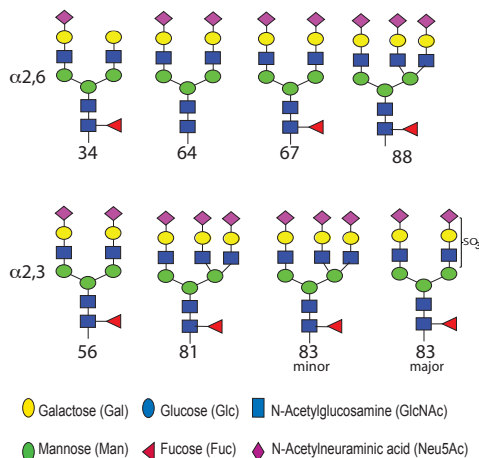 α2,6
34 64 67 88
α2,3
SO3
56 81 83 83
minor major
Galactose (Gal) Glucose (Glc) N-Acetylglucosamine (GlcNAc)
Mannose (Man) Fucose (Fuc) N-Acetylneuraminic acid (Neu5Ac)